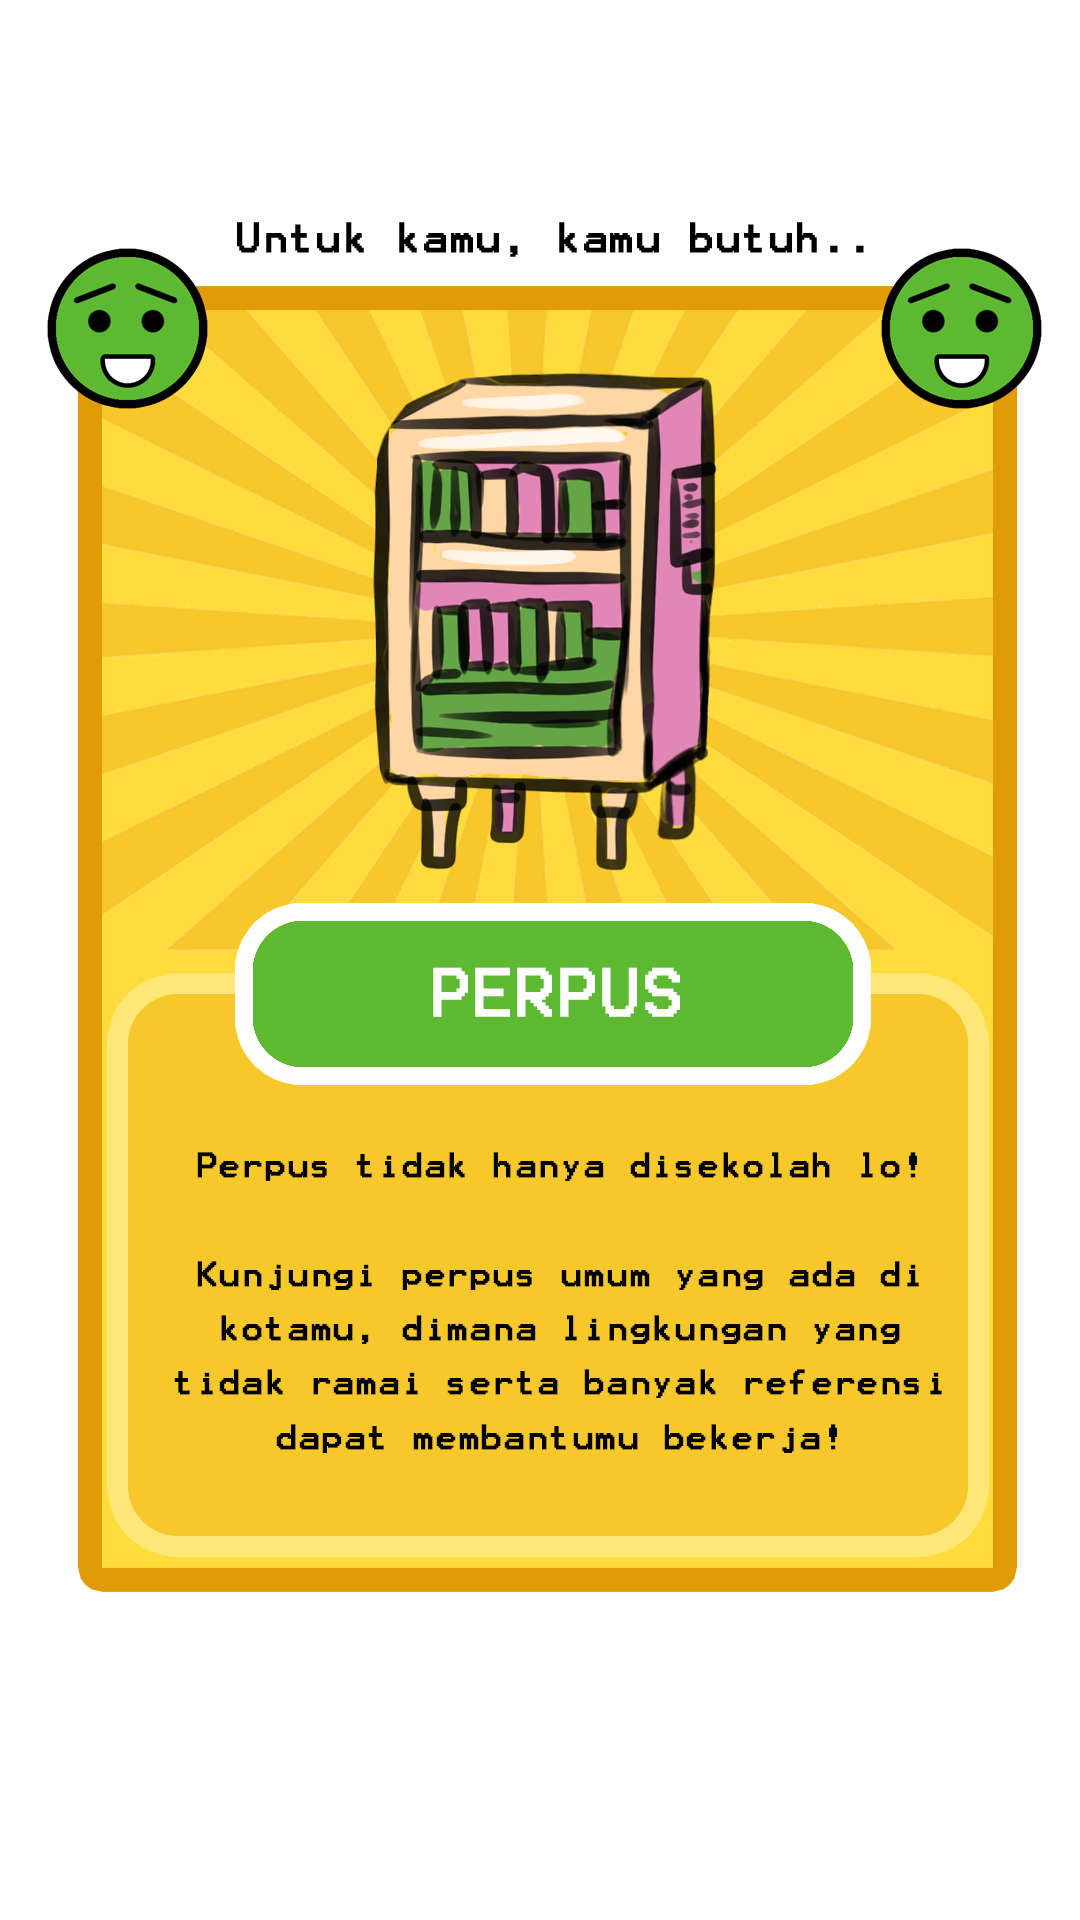 Untuk kamu, kamu butuh..
PERPUS
Perpus tidak hanya disekolah lo!
Kunjungi perpus umum yang ada di
kotamu, dimana lingkungan yang
tidak ramai serta banyak referensi
dapat membantumu bekerja!